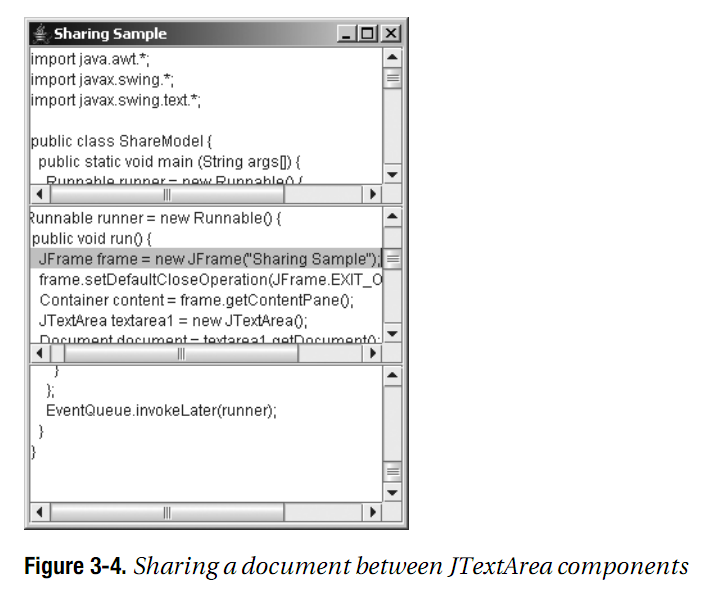 Sharing Sample
import java.awt.*;
import javax.swing.*;
import javax.swing.text.*;
public class ShareModel {
public static void main (String args[]) {
Runnable runner = new Runnable() {
Runnable runner = new Runnable() {
public void run() {
JFrame frame = new JFrame("Sharing Sample");
frame.setDefaultCloseOperation(JFrame.EXIT_O
Container content = frame.getContentPane();
JTextArea textarea1 = new JTextArea();
Document document = textarea1.getDocument();
}
};
EventQueue.invokeLater(runner);
}
}
Figure 3-4. Sharing a document between JTextArea components